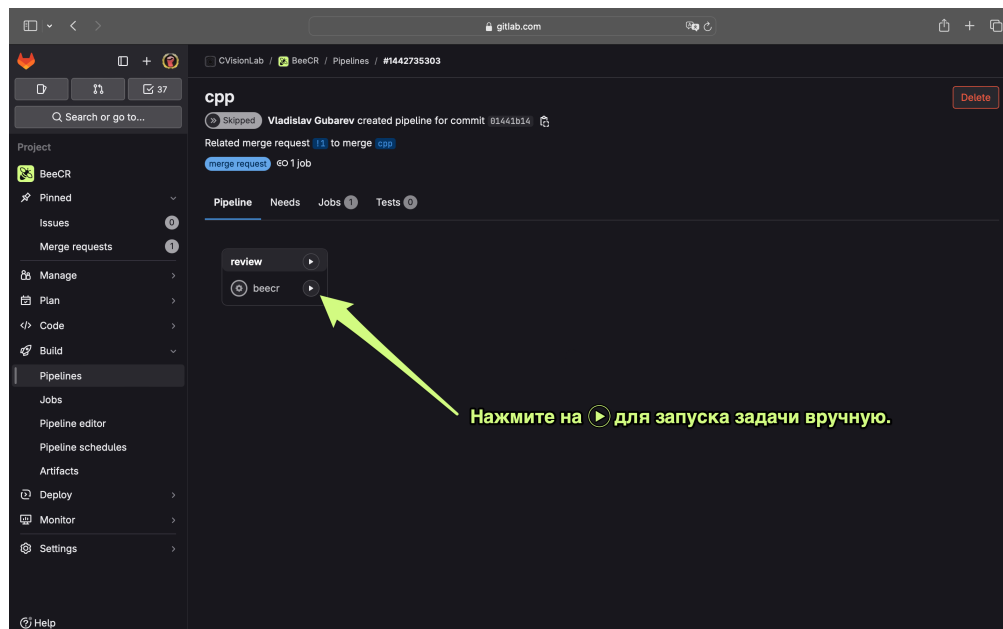 gitlab.com
37
Search or go to...
Project
BeeCR
Pinned
Issues 0
Merge requests 1
Manage
Plan
Code
Build
Pipelines
Jobs
Pipeline editor
Pipeline schedules
Artifacts
Deploy
Monitor
Settings
Help
CVisionLab / BeeCR / Pipelines / #1442735303
cpp
Delete
Skipped Vladislav Gubarev created pipeline for commit 01441b14
Related merge request !1 to merge cpp
merge request 1 job
Pipeline Needs Jobs 1 Tests 0
review
beecr
Нажмите на для запуска задачи вручную.